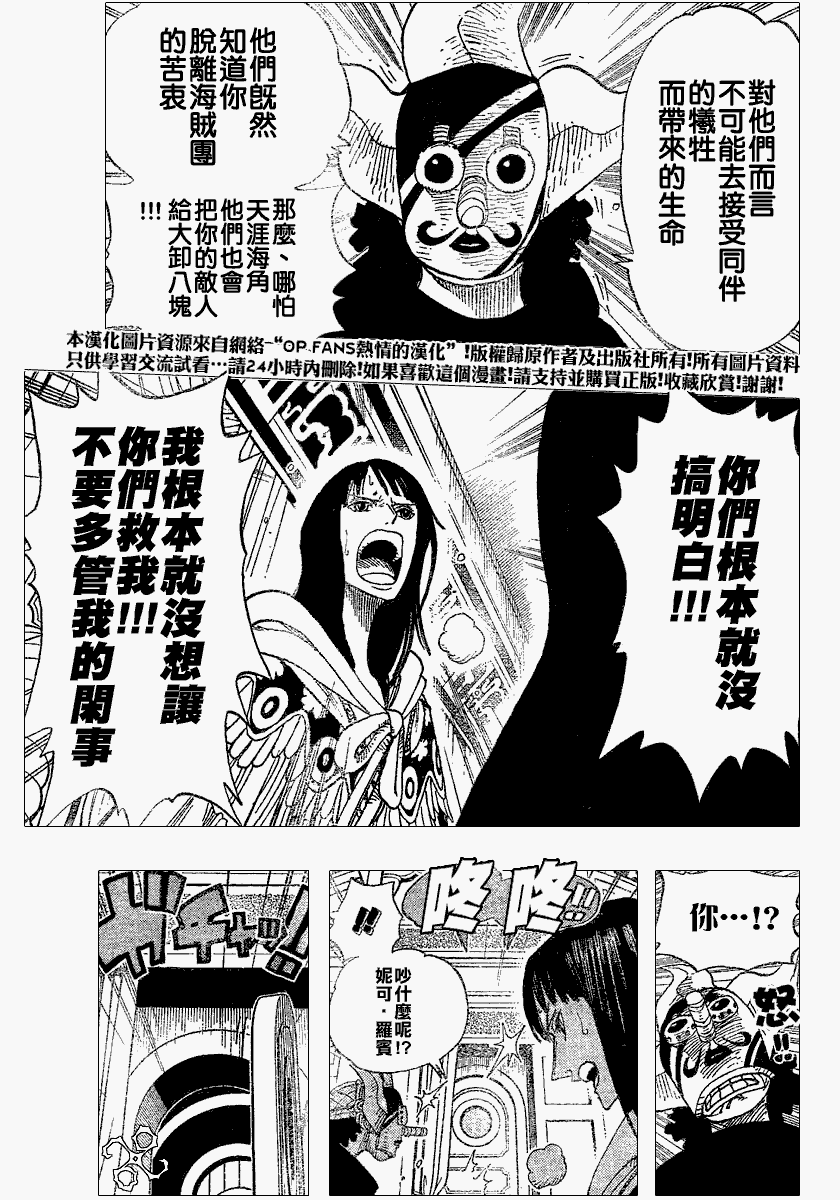 對他們而言
不可能去接受同伴
的犧牲
而帶來的生命
他們既然
知道你
脫離海賊團
的苦衷
那麼、哪怕
天涯海角
他們也會
把你的敵人
給大卸八塊
!!!
本漢化圖片資源來自網絡-“OP.FANS熱情的漢化”!版權歸原作者及出版社所有!所有圖片資料
只供學習交流試看…請24小時內刪除!如果喜歡這個漫畫!請支持並購買正版!收藏欣賞!謝謝!
你們根本就沒
搞明白!!!
我根本就沒想讓
你們救我!!!
不要多管我的閑事
你…!?
怒!!
咚咚!!
!!
吵什麼呢!?
妮可・羅賓
ガチャッ!!